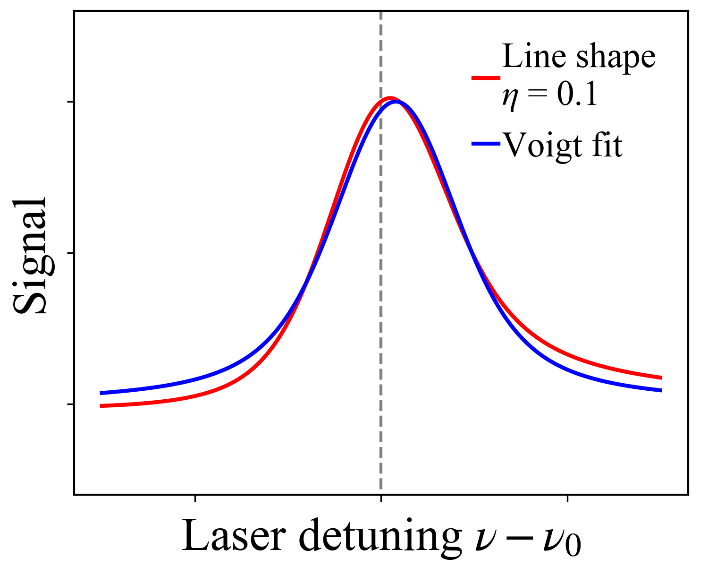 Line shape
η = 0.1
Voigt fit
Signal
Laser detuning ν − ν₀